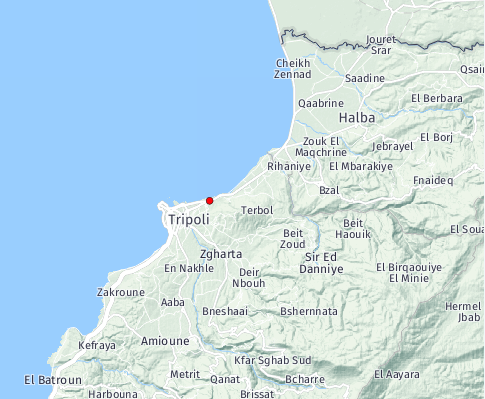 Jouret
Srar
Cheikh
Zennad
Saadine
Qsain
Qaabrine
El Berbara
Halba
Zouk El
Maqchrine
Jebrayel
El Borj
Rihaniye
El Mbarakiye
Bzal
Fnaideq
Tripoli
Terbol
Beit
Zoud
Beit
Haouik
El Soua
Zgharta
Sir Ed
Danniye
En Nakhle
Deir
Nbouh
El Birqaouiye
El Minie
Zakroune
Aaba
Bneshaai
Bshernnata
Hermel
Jbab
Kefraya
Amioune
Kfar Sghab Sud
El Batroun
Harbouna
Metrit
Qanat
Bcharre
El Aayara
Brissat